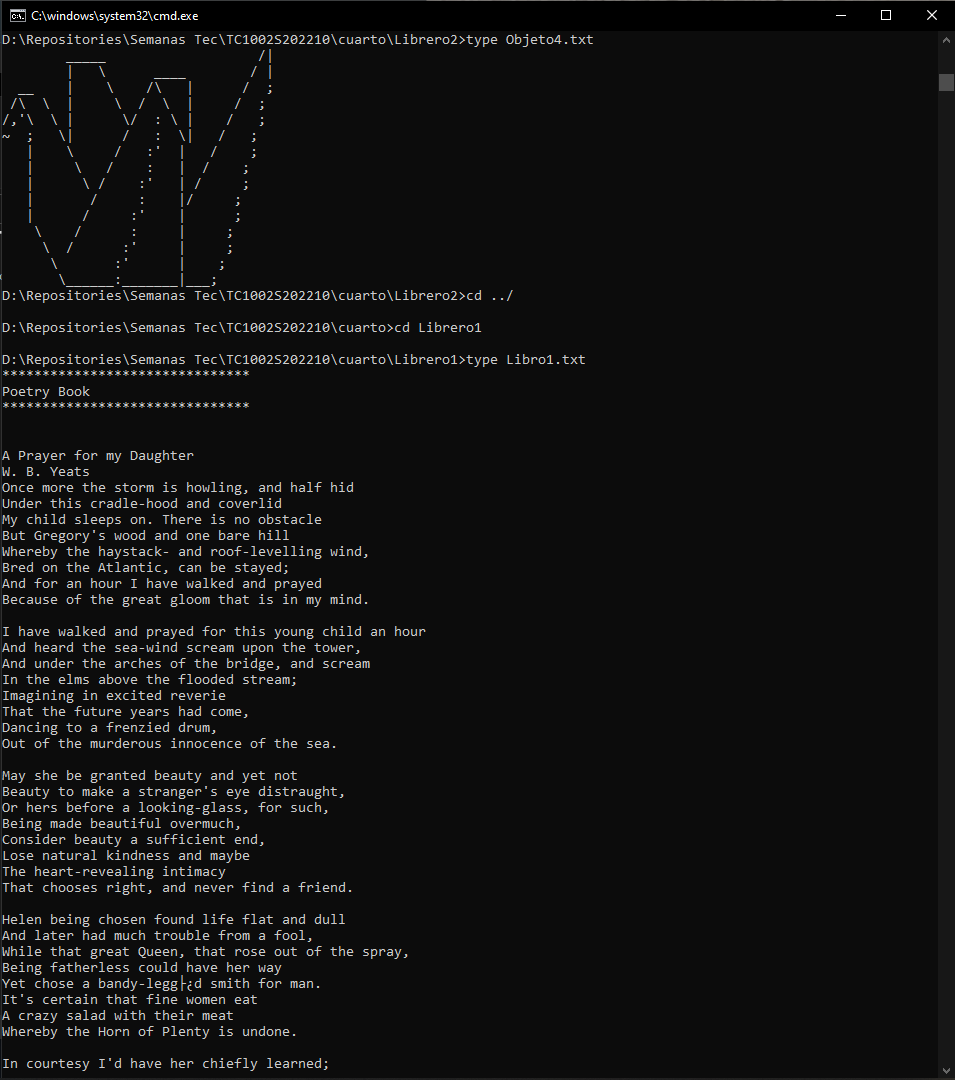 C:\windows\system32\cmd.exe
D:\Repositories\Semanas Tec\TC1002S202210\cuarto\Librero2>type Objeto4.txt
D:\Repositories\Semanas Tec\TC1002S202210\cuarto\Librero2>cd ../
D:\Repositories\Semanas Tec\TC1002S202210\cuarto>cd Librero1
D:\Repositories\Semanas Tec\TC1002S202210\cuarto\Librero1>type Libro1.txt
*******************************
Poetry Book
*******************************
A Prayer for my Daughter
W. B. Yeats
Once more the storm is howling, and half hid
Under this cradle-hood and coverlid
My child sleeps on. There is no obstacle
But Gregory's wood and one bare hill
Whereby the haystack- and roof-levelling wind,
Bred on the Atlantic, can be stayed;
And for an hour I have walked and prayed
Because of the great gloom that is in my mind.
I have walked and prayed for this young child an hour
And heard the sea-wind scream upon the tower,
And under the arches of the bridge, and scream
In the elms above the flooded stream;
Imagining in excited reverie
That the future years had come,
Dancing to a frenzied drum,
Out of the murderous innocence of the sea.
May she be granted beauty and yet not
Beauty to make a stranger's eye distraught,
Or hers before a looking-glass, for such,
Being made beautiful overmuch,
Consider beauty a sufficient end,
Lose natural kindness and maybe
The heart-revealing intimacy
That chooses right, and never find a friend.
Helen being chosen found life flat and dull
And later had much trouble from a fool,
While that great Queen, that rose out of the spray,
Being fatherless could have her way
Yet chose a bandy-legg├¿d smith for man.
It's certain that fine women eat
A crazy salad with their meat
Whereby the Horn of Plenty is undone.
In courtesy I'd have her chiefly learned;